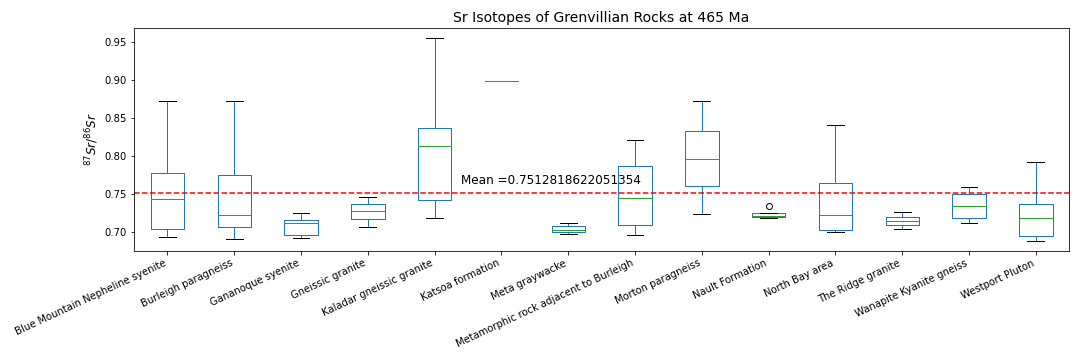 Sr Isotopes of Grenvillian Rocks at 465 Ma
0.95
0.90
0.85
0.80
0.75
0.70
⁸⁷Sr/⁸⁶Sr
Mean =0.7512818622051354
Blue Mountain Nepheline syenite
Burleigh paragneiss
Gananoque syenite
Gneissic granite
Kaladar gneissic granite
Katsoa formation
Meta graywacke
Metamorphic rock adjacent to Burleigh
Morton paragneiss
Nault Formation
North Bay area
The Ridge granite
Wanapite Kyanite gneiss
Westport Pluton